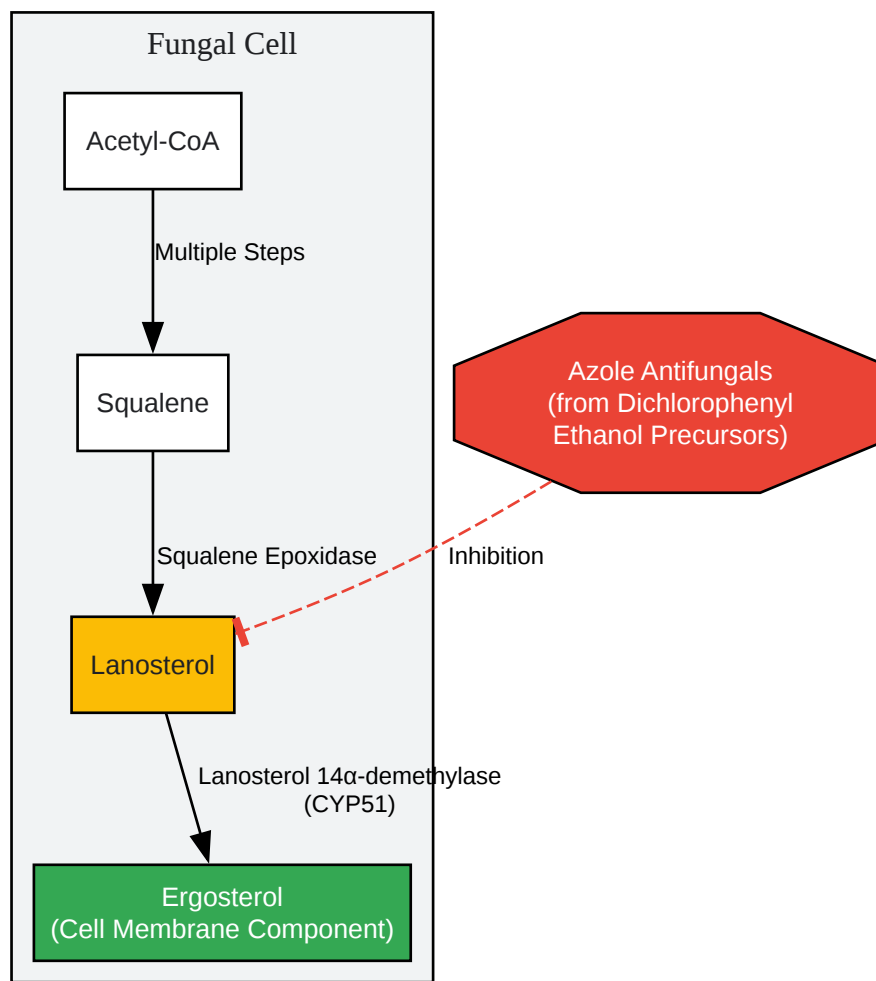 Fungal Cell
Acetyl-CoA
Multiple Steps
Squalene
Azole Antifungals
(from Dichlorophenyl
Ethanol Precursors)
Squalene Epoxidase
Inhibition
Lanosterol
Lanosterol 14α-demethylase
(CYP51)
Ergosterol
(Cell Membrane Component)